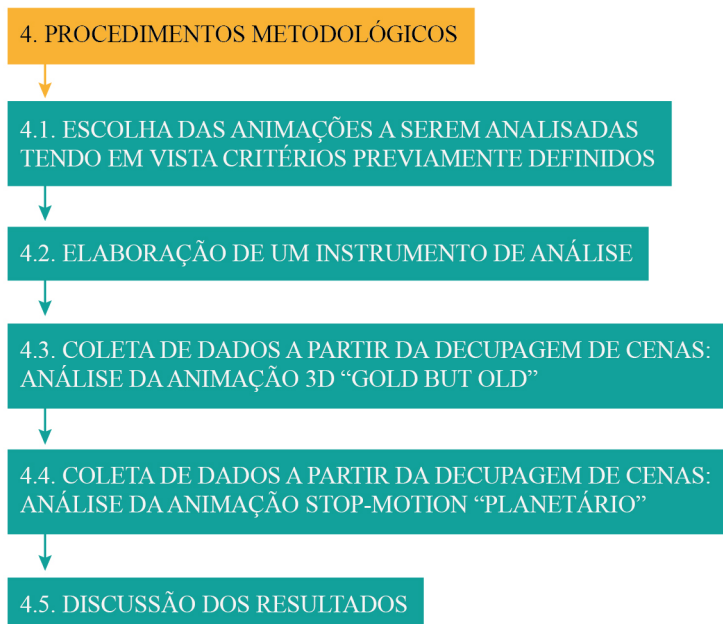 4. PROCEDIMENTOS METODOLÓGICOS
4.1. ESCOLHA DAS ANIMAÇÕES A SEREM ANALISADAS
TENDO EM VISTA CRITÉRIOS PREVIAMENTE DEFINIDOS
4.2. ELABORAÇÃO DE UM INSTRUMENTO DE ANÁLISE
4.3. COLETA DE DADOS A PARTIR DA DECUPAGEM DE CENAS:
ANÁLISE DA ANIMAÇÃO 3D “GOLD BUT OLD”
4.4. COLETA DE DADOS A PARTIR DA DECUPAGEM DE CENAS:
ANÁLISE DA ANIMAÇÃO STOP-MOTION “PLANETÁRIO”
4.5. DISCUSSÃO DOS RESULTADOS